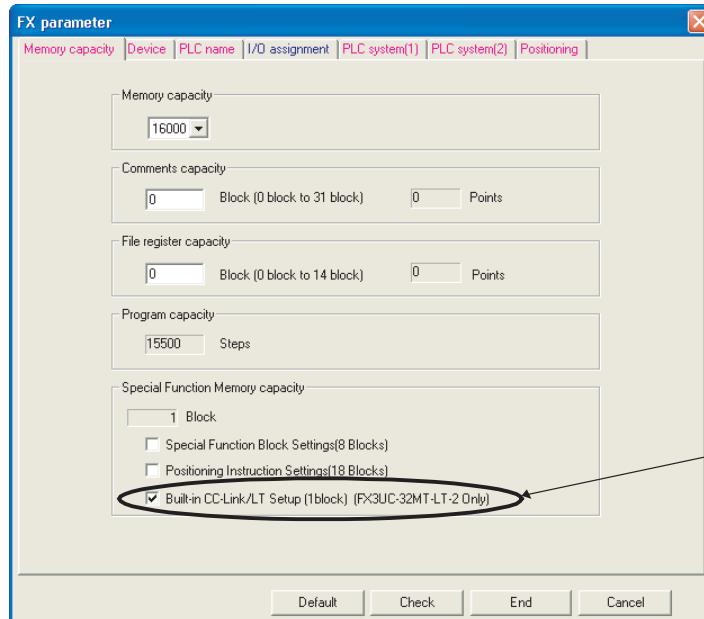 FX parameter
Memory capacity Device PLC name I/O assignment PLC system(1) PLC system(2) Positioning
Memory capacity
16000
Comments capacity
0 Block (0 block to 31 block) 0 Points
File register capacity
0 Block (0 block to 14 block) 0 Points
Program capacity
15500 Steps
Special Function Memory capacity
1 Block
Special Function Block Settings(8 Blocks)
Positioning Instruction Settings(18 Blocks)
Built-in CC-Link/LT Setup (1block) (FX3UC-32MT-LT-2 Only)
Default Check End Cancel